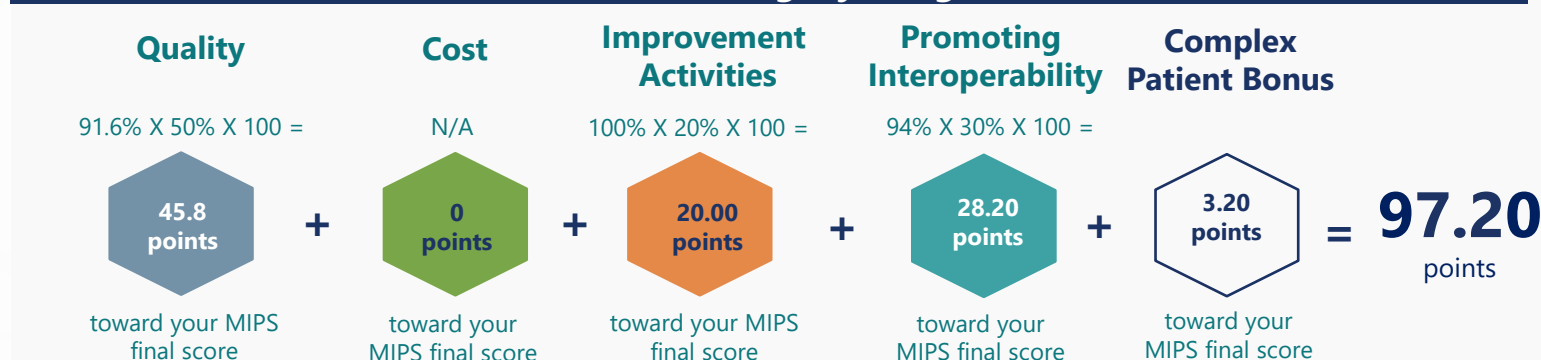 Quality
91.6% X 50% X 100 =
45.8
points
toward your MIPS
final score
+
Cost
N/A
0
points
toward your
MIPS final score
+
Improvement
Activities
100% X 20% X 100 =
20.00
points
toward your MIPS
final score
+
Promoting
Interoperability
94% X 30% X 100 =
28.20
points
toward your
MIPS final score
+
Complex
Patient Bonus
3.20
points
toward your
MIPS final score
=
97.20
points